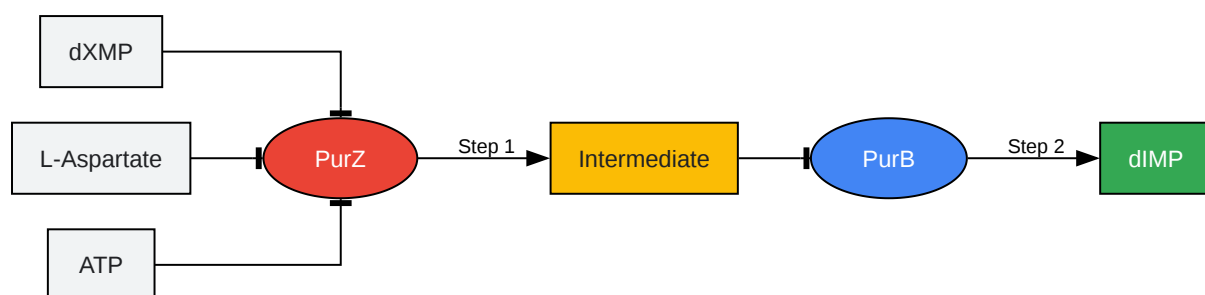 dXMP
L-Aspartate
ATP
PurZ
Step 1
Intermediate
PurB
Step 2
dIMP